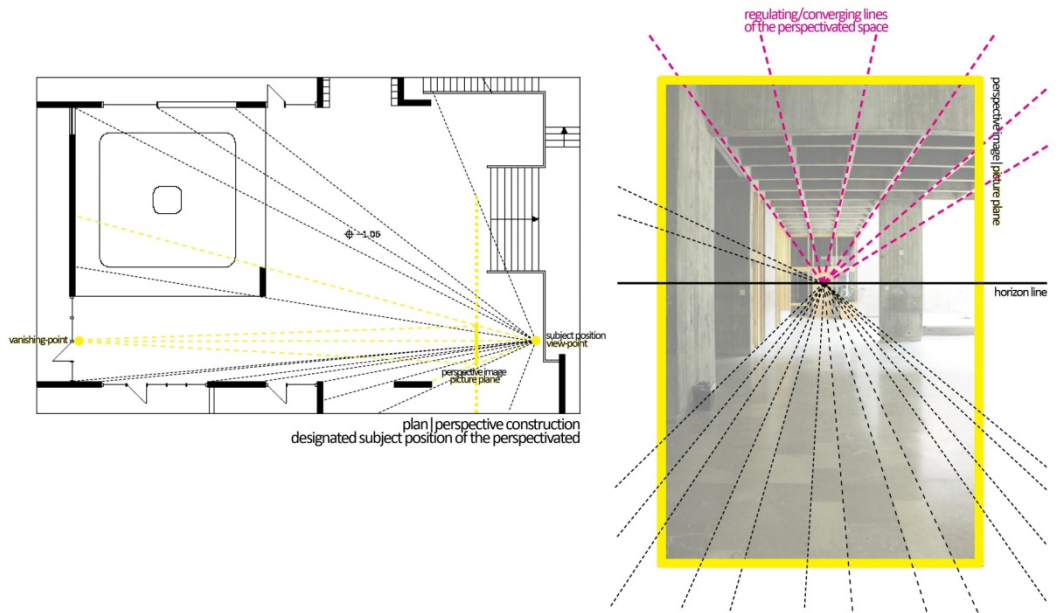 regulating/converging lines
of the perspectivated space
perspective image|picture plane
-1.05
vanishing-point
subject position
view-point
perspective image
picture plane
horizon line
plan|perspective construction
designated subject position of the perspectivated